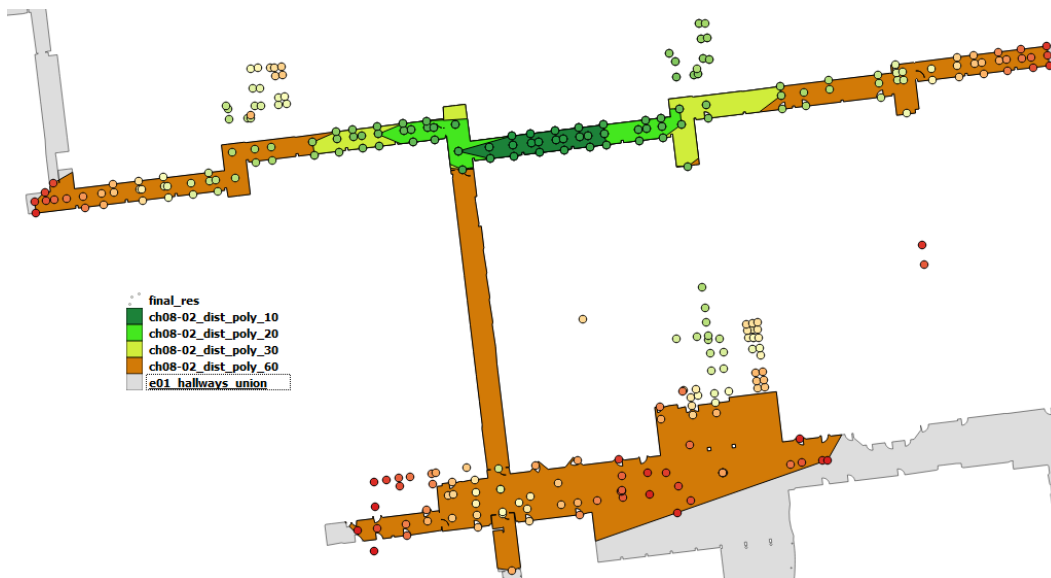 final_res
ch08-02_dist_poly_10
ch08-02_dist_poly_20
ch08-02_dist_poly_30
ch08-02_dist_poly_60
e01_hallways_union